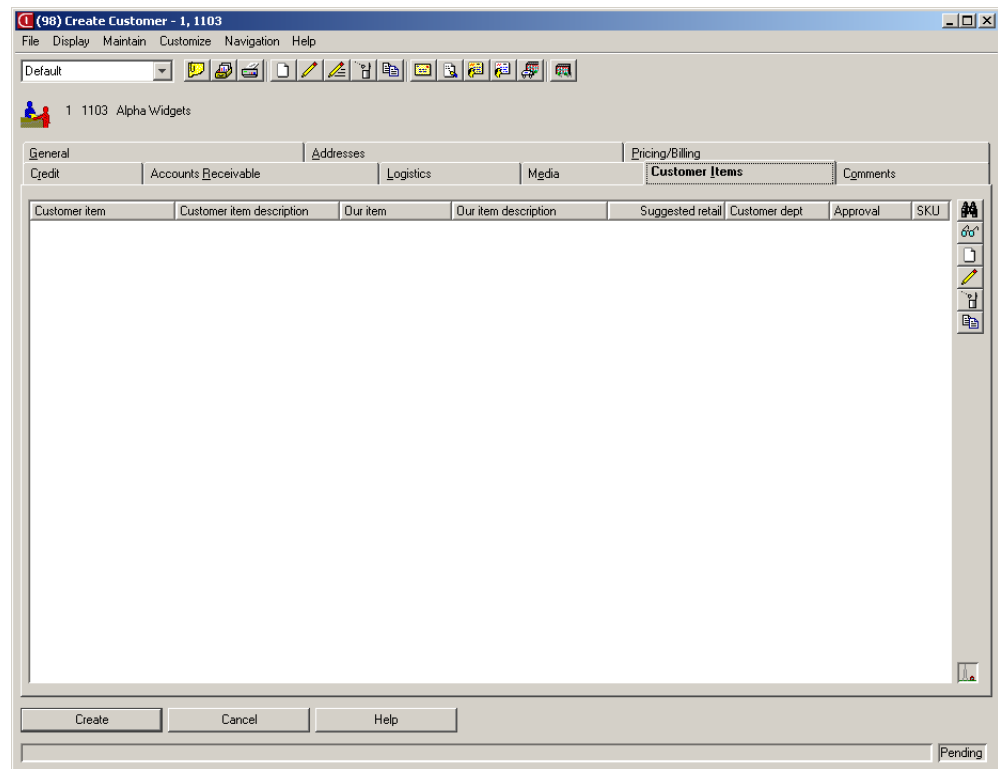 (98) Create Customer - 1, 1103
File Display Maintain Customize Navigation Help
Default
1 1103 Alpha Widgets
General Addresses Pricing/Billing
Credit Accounts Receivable Logistics Media Customer Items Comments
Customer item Customer item description Our item Our item description Suggested retail Customer dept Approval SKU
Create Cancel Help
Pending